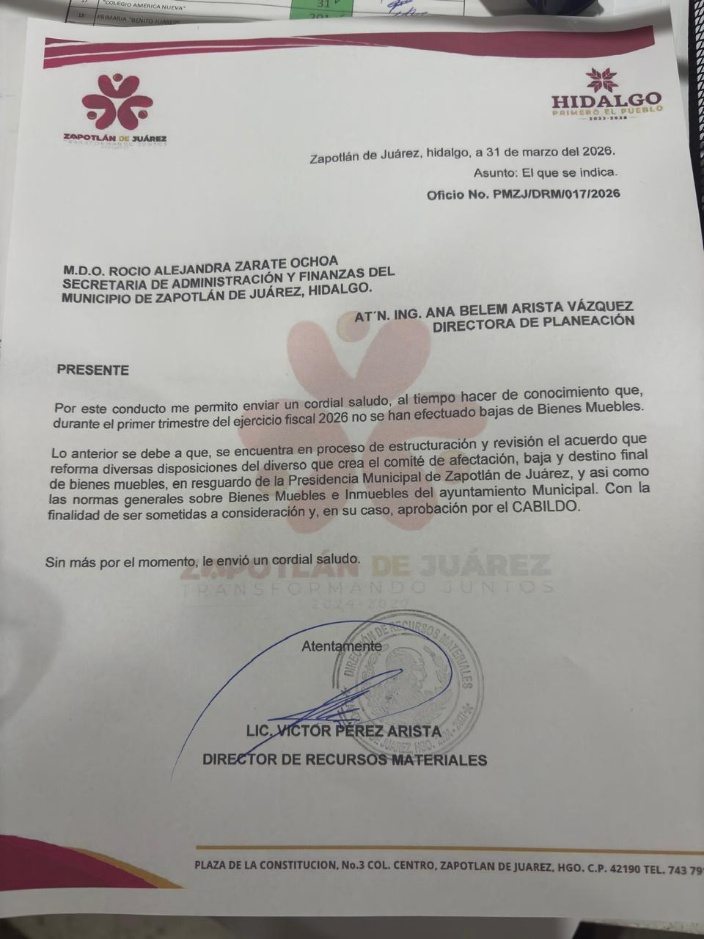 "COLEGIO AMÉRICA NUEVA"
31
ZAPOTLÁN DE JUÁREZ
TRANSFORMANDO JUNTOS
HIDALGO
PRIMERO EL PUEBLO
2022-2028
Zapotlán de Juárez, hidalgo, a 31 de marzo del 2026.
Asunto: El que se indica.
Oficio No. PMZJ/DRM/017/2026
M.D.O. ROCIO ALEJANDRA ZARATE OCHOA
SECRETARIA DE ADMINISTRACIÓN Y FINANZAS DEL
MUNICIPIO DE ZAPOTLÁN DE JUÁREZ, HIDALGO.
AT´N. ING. ANA BELEM ARISTA VÁZQUEZ
DIRECTORA DE PLANEACIÓN
PRESENTE
Por este conducto me permito enviar un cordial saludo, al tiempo hacer de conocimiento que,
durante el primer trimestre del ejercicio fiscal 2026 no se han efectuado bajas de Bienes Muebles.
Lo anterior se debe a que, se encuentra en proceso de estructuración y revisión el acuerdo que
reforma diversas disposiciones del diverso que crea el comité de afectación, baja y destino final
de bienes muebles, en resguardo de la Presidencia Municipal de Zapotlán de Juárez, y asi como
las normas generales sobre Bienes Muebles e Inmuebles del ayuntamiento Municipal. Con la
finalidad de ser sometidas a consideración y, en su caso, aprobación por el CABILDO.
Sin más por el momento, le envió un cordial saludo.
ZAPOTLÁN DE JUÁREZ
TRANSFORMANDO JUNTOS
Atentamente
DIRECCIÓN DE RECURSOS MATERIALES
LIC. VICTOR PÉREZ ARISTA
DIRECTOR DE RECURSOS MATERIALES
PLAZA DE LA CONSTITUCION, No.3 COL. CENTRO, ZAPOTLAN DE JUAREZ, HGO. C.P. 42190 TEL. 743 79